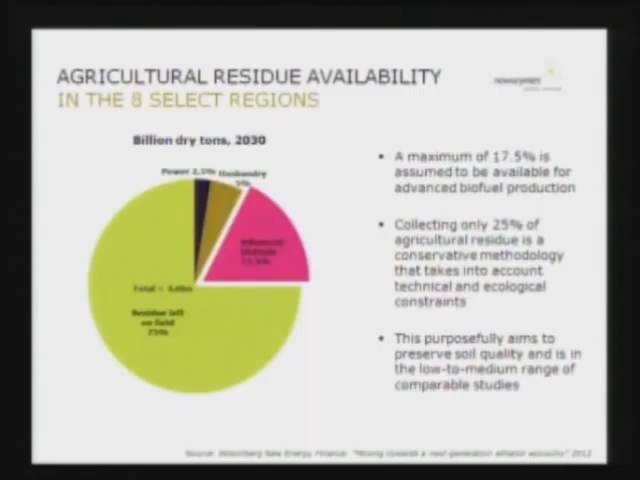 AGRICULTURAL RESIDUE AVAILABILITY
IN THE 8 SELECT REGIONS
novozymes
Billion dry tons, 2030
Power 2,5% Husbandry
5%
Advanced
biofuels
17,5%
Total =
Residue left
on field
75%
• A maximum of 17.5% is
assumed to be available for
advanced biofuel production
• Collecting only 25% of
agricultural residue is a
conservative methodology
that takes into account
technical and ecological
constraints
• This purposefully aims to
preserve soil quality and is in
the low-to-medium range of
comparable studies
Source: Bloomberg New Energy Finance: "Moving towards a next-generation ethanol economy" 2012